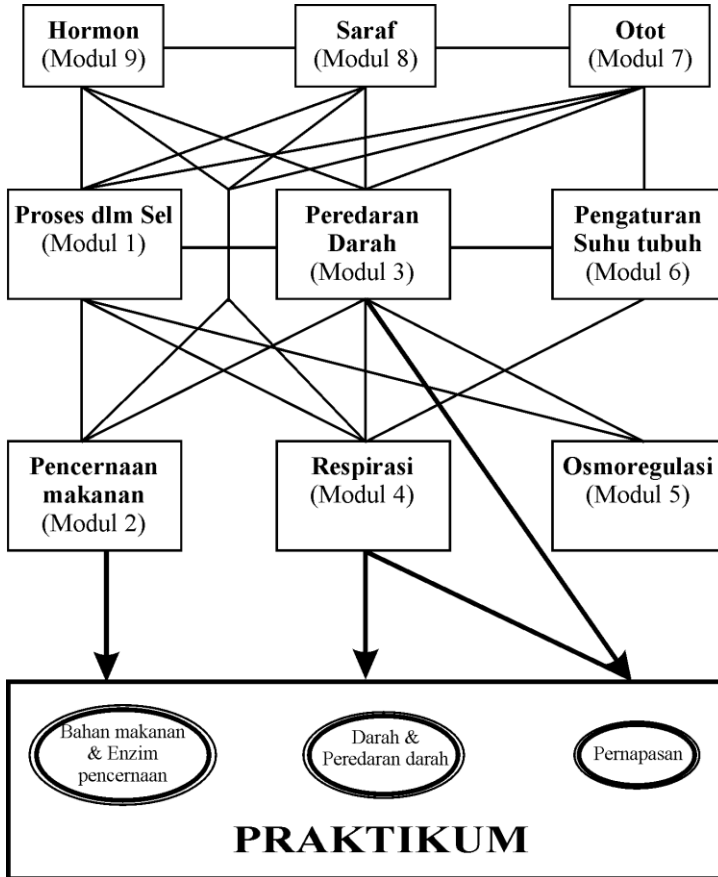 Hormon
(Modul 9)
Saraf
(Modul 8)
Otot
(Modul 7)
Proses dlm Sel
(Modul 1)
Peredaran
Darah
(Modul 3)
Pengaturan
Suhu tubuh
(Modul 6)
Pencernaan
makanan
(Modul 2)
Respirasi
(Modul 4)
Osmoregulasi
(Modul 5)
Bahan makanan
& Enzim
pencernaan
Darah &
Peredaran darah
Pernapasan
PRAKTIKUM